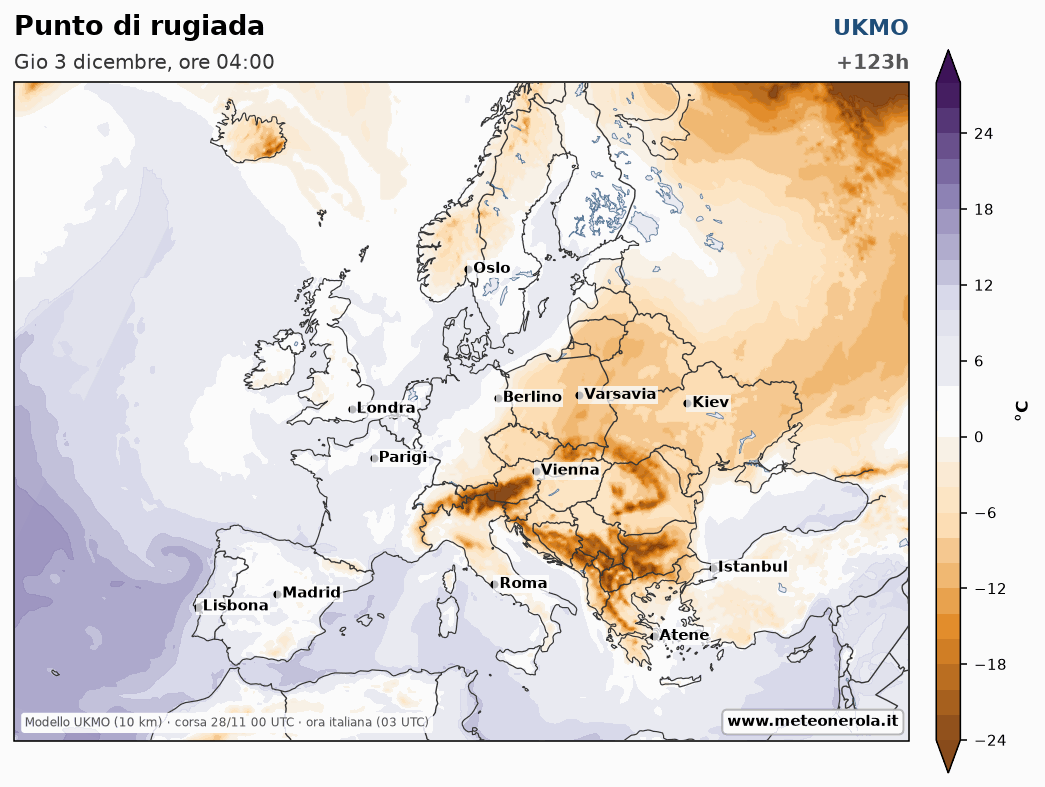 Punto di rugiada
UKMO
Gio 3 dicembre, ore 04:00
+123h
Oslo
Berlino
Varsavia
Kiev
Londra
Parigi
Vienna
Istanbul
Roma
Madrid
Lisbona
Atene
24
18
12
6
0
−6
−12
−18
−24
°C
Modello UKMO (10 km) · corsa 28/11 00 UTC · ora italiana (03 UTC)
www.meteonerola.it